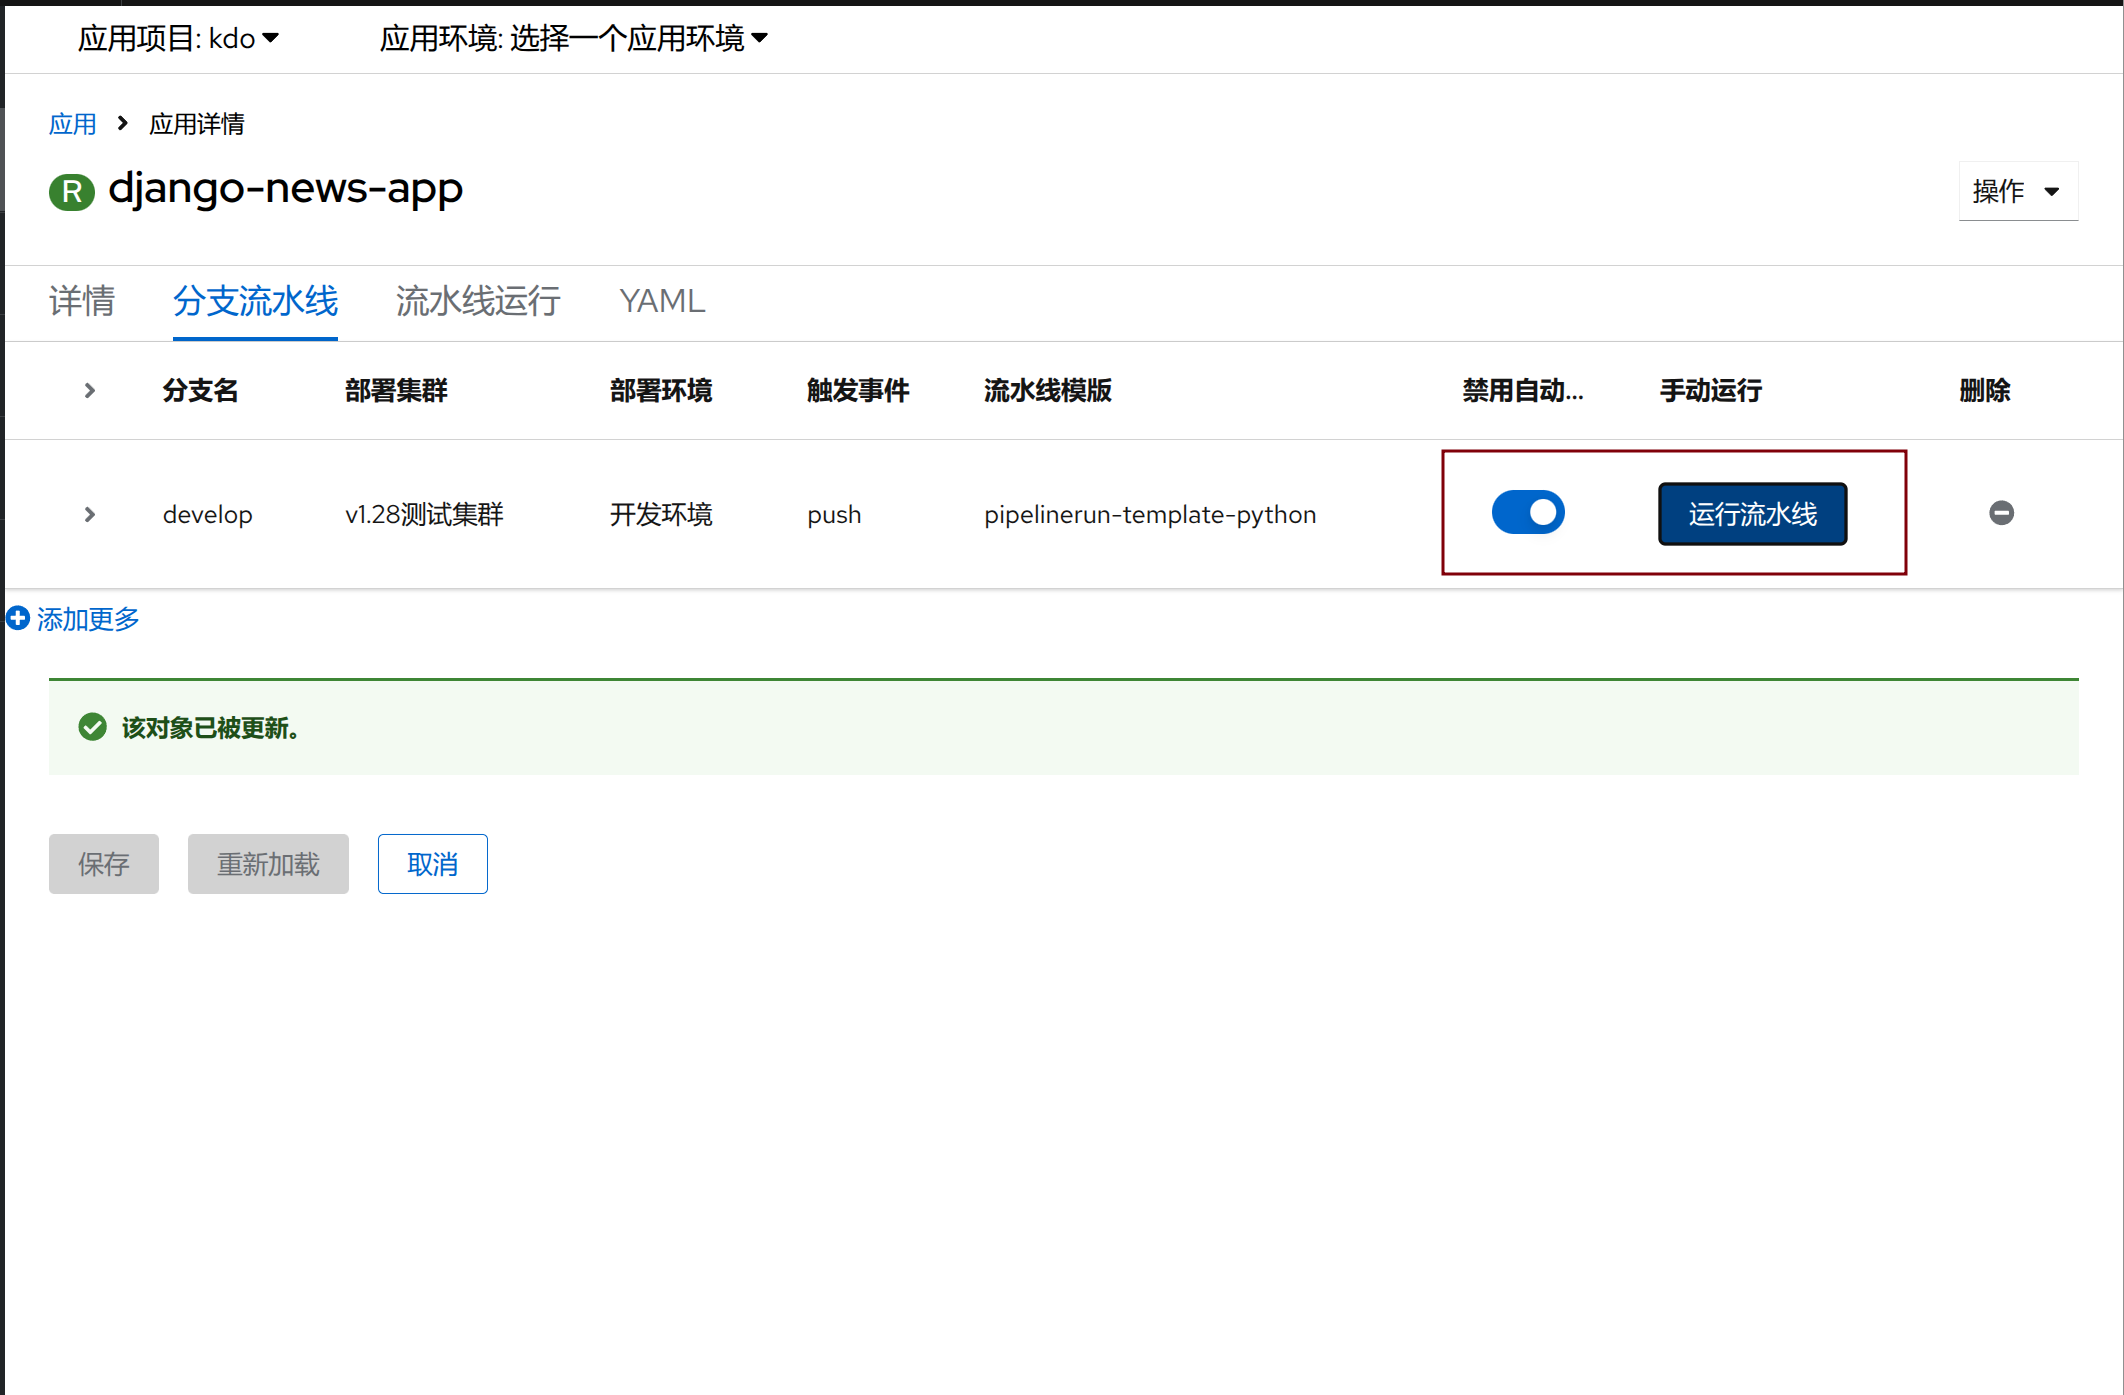 应用项目: kdo 应用环境: 选择一个应用环境
应用 应用详情
R django-news-app 操作
详情 分支流水线 流水线运行 YAML
分支名 部署集群 部署环境 触发事件 流水线模版 禁用自动... 手动运行 删除
develop v1.28测试集群 开发环境 push pipelinerun-template-python 运行流水线
添加更多
该对象已被更新。
保存 重新加载 取消